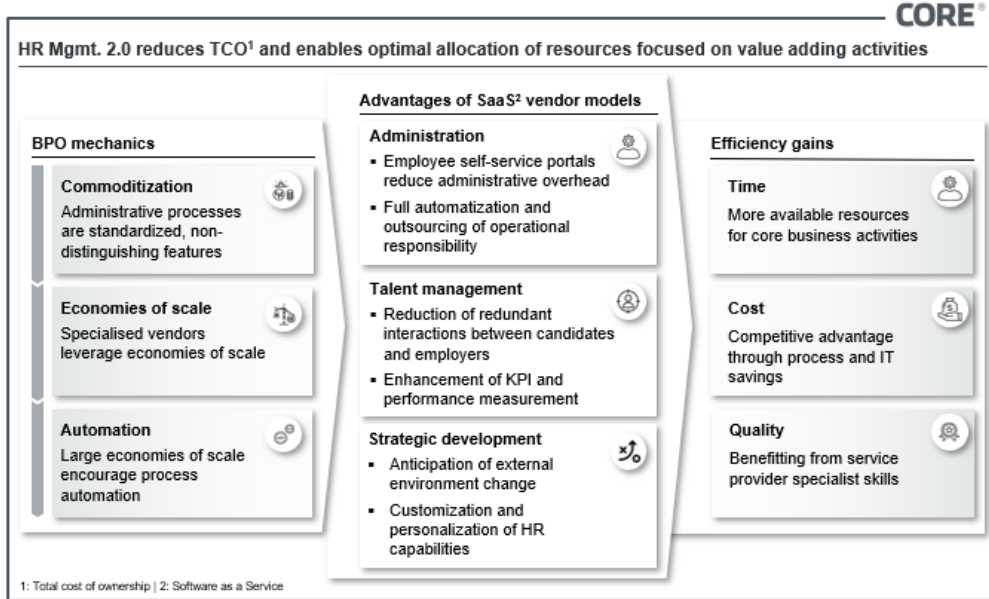 CORE®
HR Mgmt. 2.0 reduces TCO¹ and enables optimal allocation of resources focused on value adding activities
BPO mechanics
Commoditization
Administrative processes
are standardized, non-
distinguishing features
Economies of scale
Specialised vendors
leverage economies of scale
Automation
Large economies of scale
encourage process
automation
Advantages of SaaS² vendor models
Administration
▪ Employee self-service portals
reduce administrative overhead
▪ Full automatization and
outsourcing of operational
responsibility
Talent management
▪ Reduction of redundant
interactions between candidates
and employers
▪ Enhancement of KPI and
performance measurement
Strategic development
▪ Anticipation of external
environment change
▪ Customization and
personalization of HR
capabilities
Efficiency gains
Time
More available resources
for core business activities
Cost
Competitive advantage
through process and IT
savings
Quality
Benefitting from service
provider specialist skills
1: Total cost of ownership | 2: Software as a Service